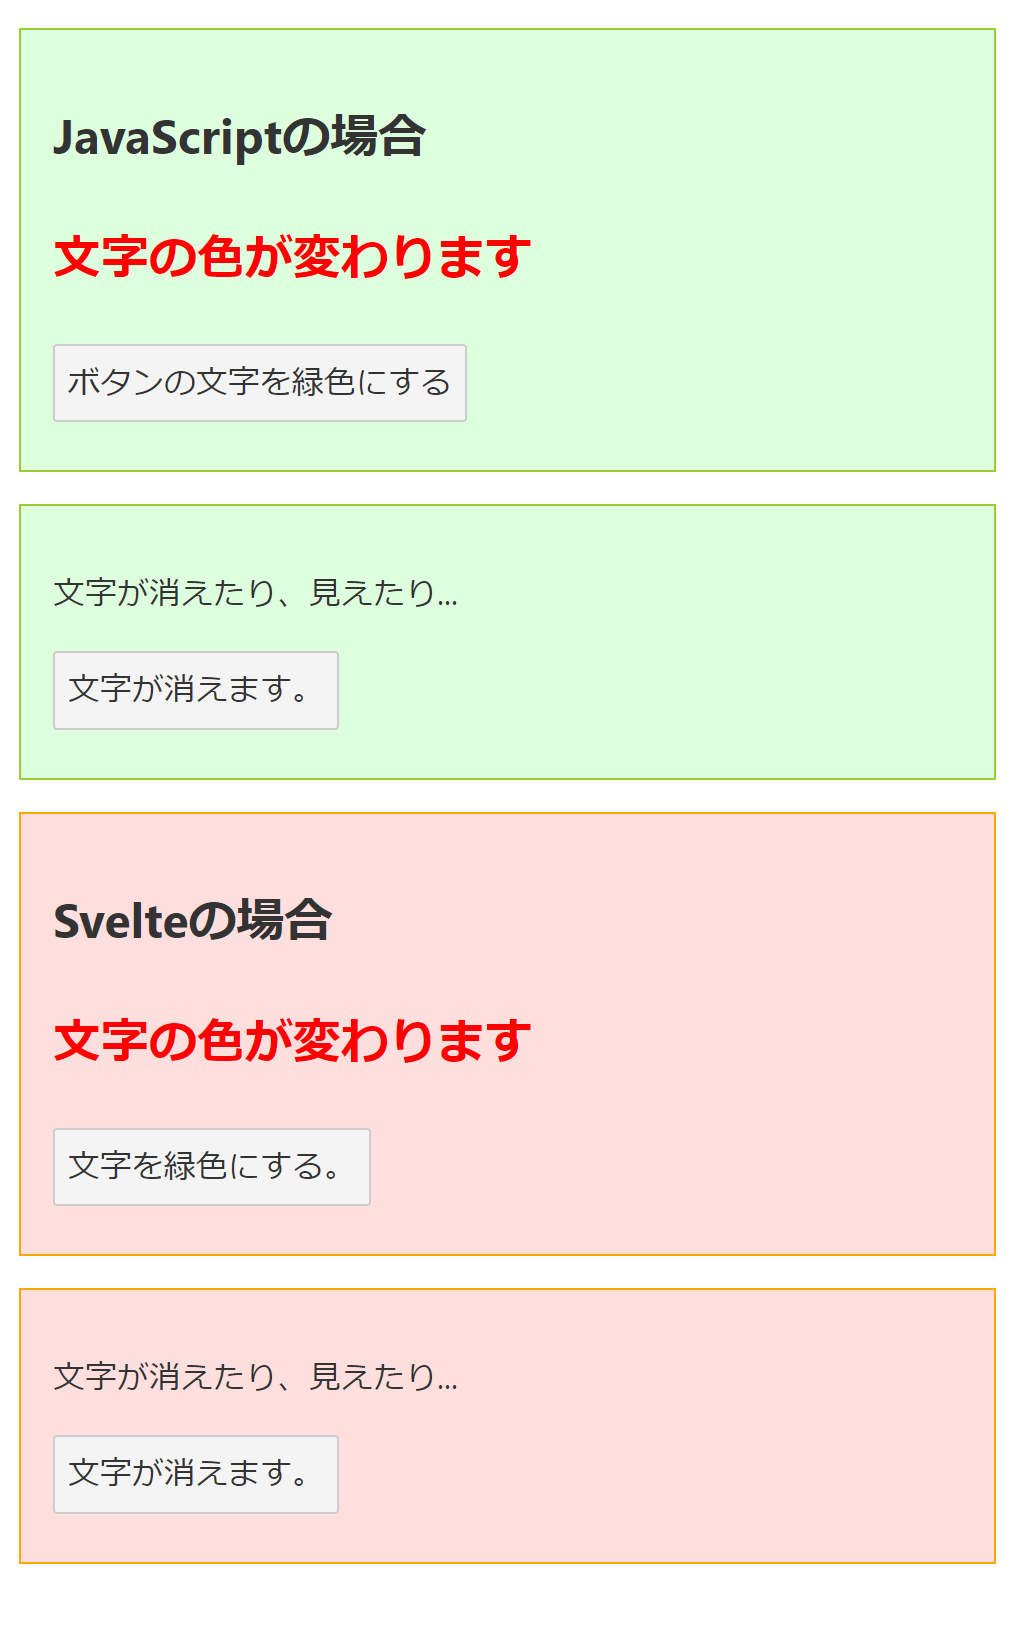 JavaScriptの場合
文字の色が変わります
ボタンの文字を緑色にする
文字が消えたり、見えたり...
文字が消えます。
Svelteの場合
文字の色が変わります
文字を緑色にする。
文字が消えたり、見えたり...
文字が消えます。